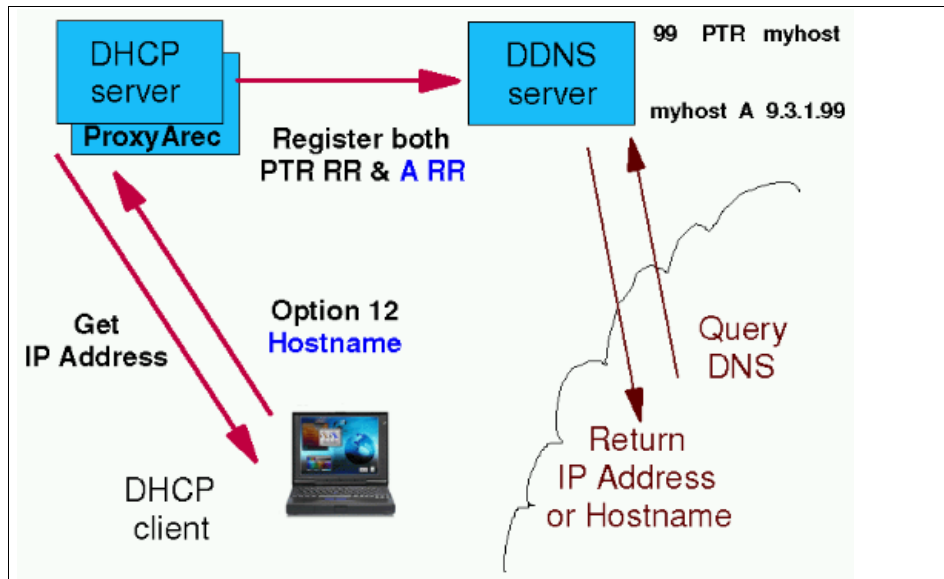 DHCP
server
ProxyArec
Register both
PTR RR & A RR
DDNS
server
99 PTR myhost
myhost A 9.3.1.99
Get
IP Address
Option 12
Hostname
DHCP
client
Query
DNS
Return
IP Address
or Hostname